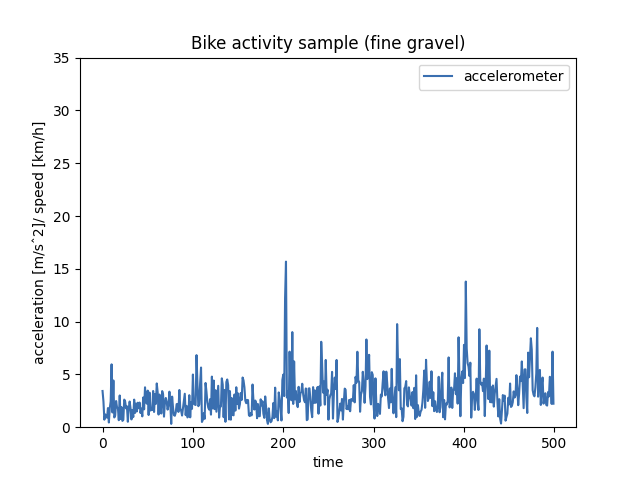 Bike activity sample (fine gravel)
accelerometer
35
30
25
20
15
10
5
0
acceleration [m/s^2]/ speed [km/h]
0 100 200 300 400 500
time